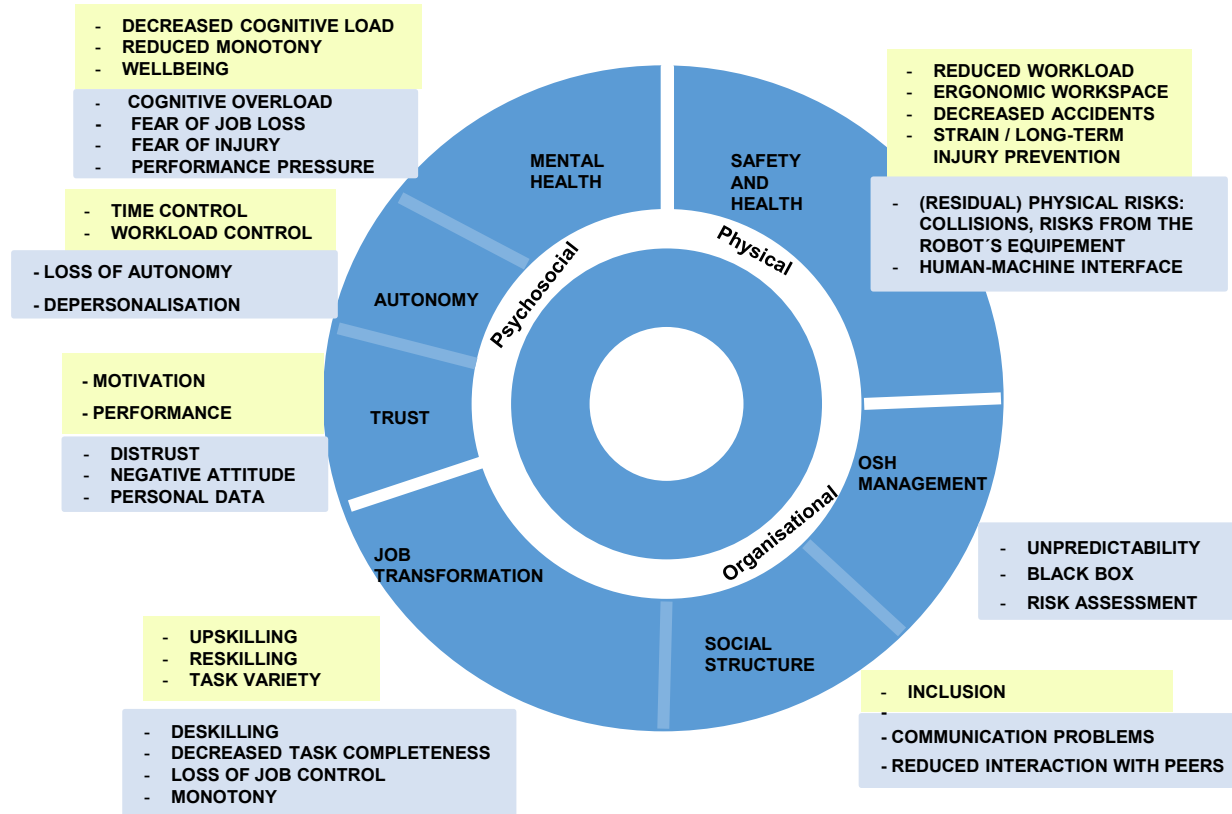 - DECREASED COGNITIVE LOAD
- REDUCED MONOTONY
- WELLBEING
- COGNITIVE OVERLOAD
- FEAR OF JOB LOSS
- FEAR OF INJURY
- PERFORMANCE PRESSURE
- TIME CONTROL
- WORKLOAD CONTROL
- LOSS OF AUTONOMY
- DEPERSONALISATION
- MOTIVATION
- PERFORMANCE
- DISTRUST
- NEGATIVE ATTITUDE
- PERSONAL DATA
- UPSKILLING
- RESKILLING
- TASK VARIETY
- DESKILLING
- DECREASED TASK COMPLETENESS
- LOSS OF JOB CONTROL
- MONOTONY
MENTAL
HEALTH
AUTONOMY
TRUST
JOB
TRANSFORMATION
Psychosocial
Physical
Organisational
SAFETY
AND
HEALTH
OSH
MANAGEMENT
SOCIAL
STRUCTURE
- REDUCED WORKLOAD
- ERGONOMIC WORKSPACE
- DECREASED ACCIDENTS
- STRAIN / LONG-TERM
INJURY PREVENTION
- (RESIDUAL) PHYSICAL RISKS:
COLLISIONS, RISKS FROM THE
ROBOT´S EQUIPEMENT
- HUMAN-MACHINE INTERFACE
- UNPREDICTABILITY
- BLACK BOX
- RISK ASSESSMENT
- INCLUSION
-
- COMMUNICATION PROBLEMS
- REDUCED INTERACTION WITH PEERS